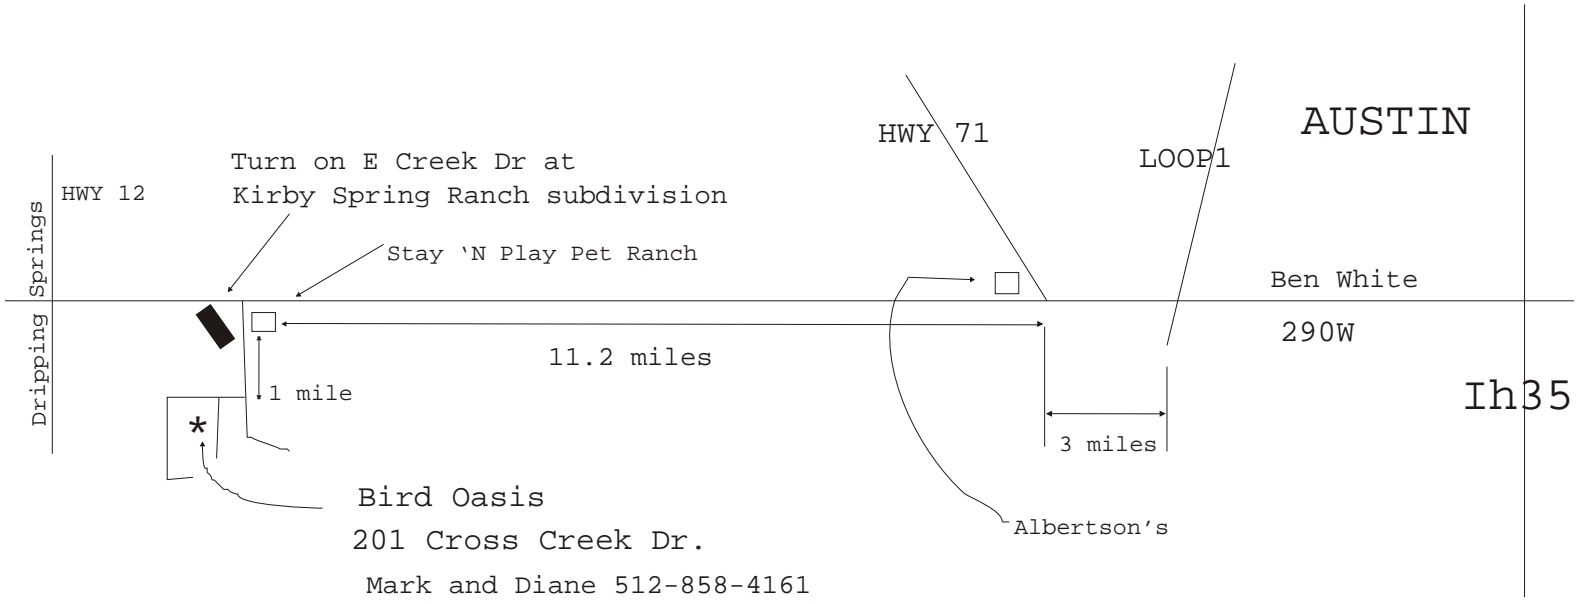 AUSTIN
HWY 71
LOOP1
Turn on E Creek Dr at
Kirby Spring Ranch subdivision
HWY 12
Dripping Springs
Stay ‘N Play Pet Ranch
Ben White
290W
11.2 miles
1 mile
Ih35
*
3 miles
Bird Oasis
201 Cross Creek Dr.
Mark and Diane 512-858-4161
Albertson’s